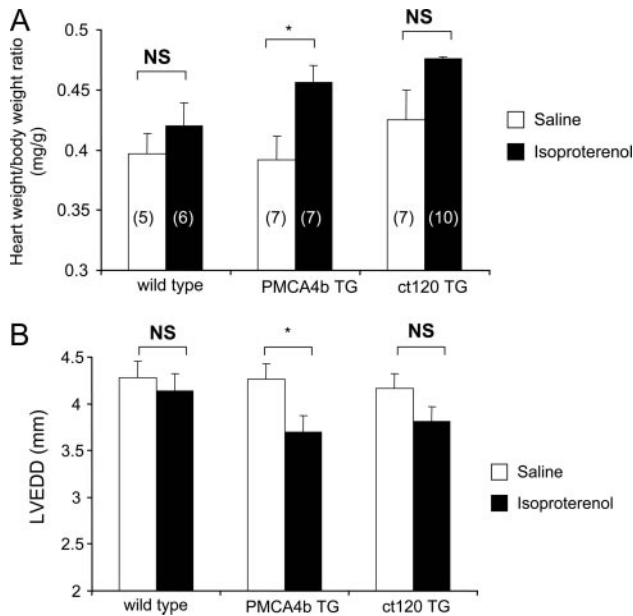 A
Heart weight/body weight ratio
(mg/g)
0.5
0.45
0.4
0.35
0.3
NS
*
NS
(5)
(6)
(7)
(7)
(7)
(10)
wild type
PMCA4b TG
ct120 TG
Saline
Isoproterenol
B
LVEDD (mm)
4.5
4
3.5
3
2.5
2
NS
*
NS
wild type
PMCA4b TG
ct120 TG
Saline
Isoproterenol